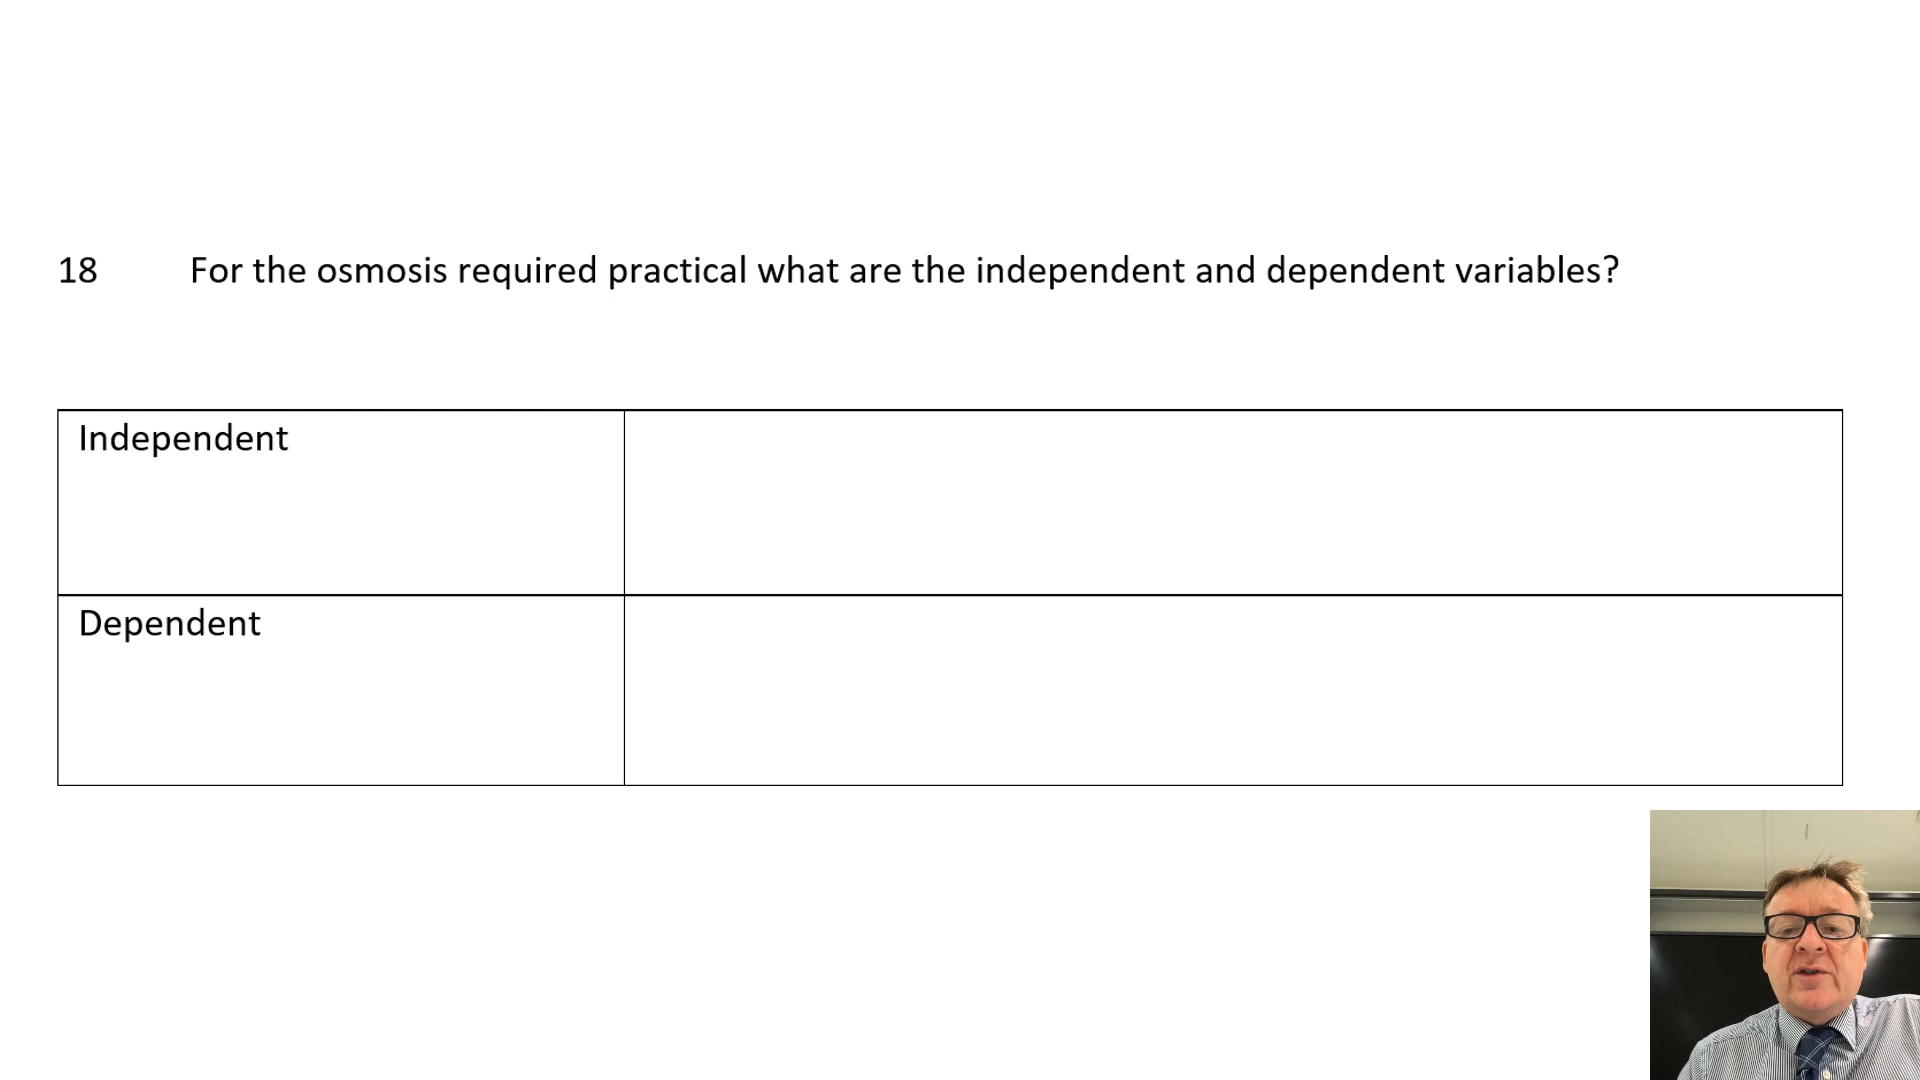 18 For the osmosis required practical what are the independent and dependent variables?
Independent
Dependent